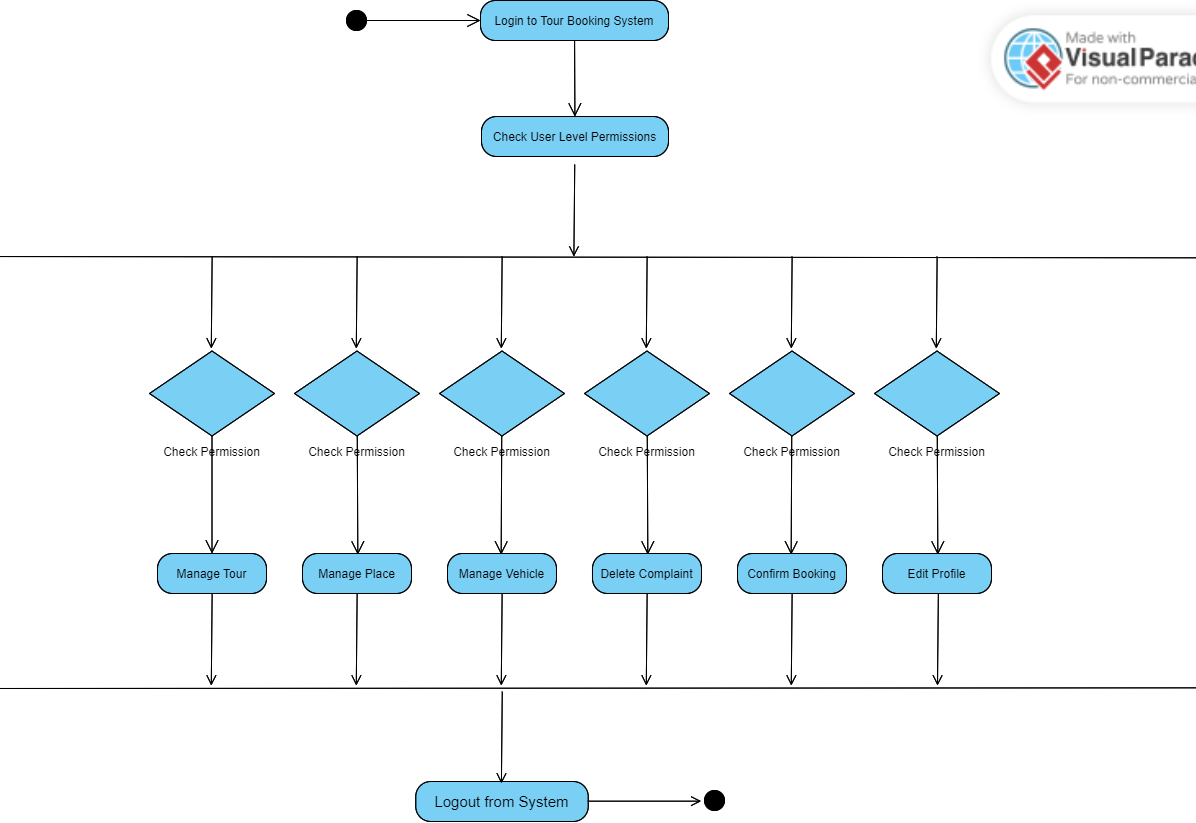 Login to Tour Booking System
Made with
Visual Parad
For non-commercia
Check User Level Permissions
Check Permission
Check Permission
Check Permission
Check Permission
Check Permission
Check Permission
Manage Tour
Manage Place
Manage Vehicle
Delete Complaint
Confirm Booking
Edit Profile
Logout from System